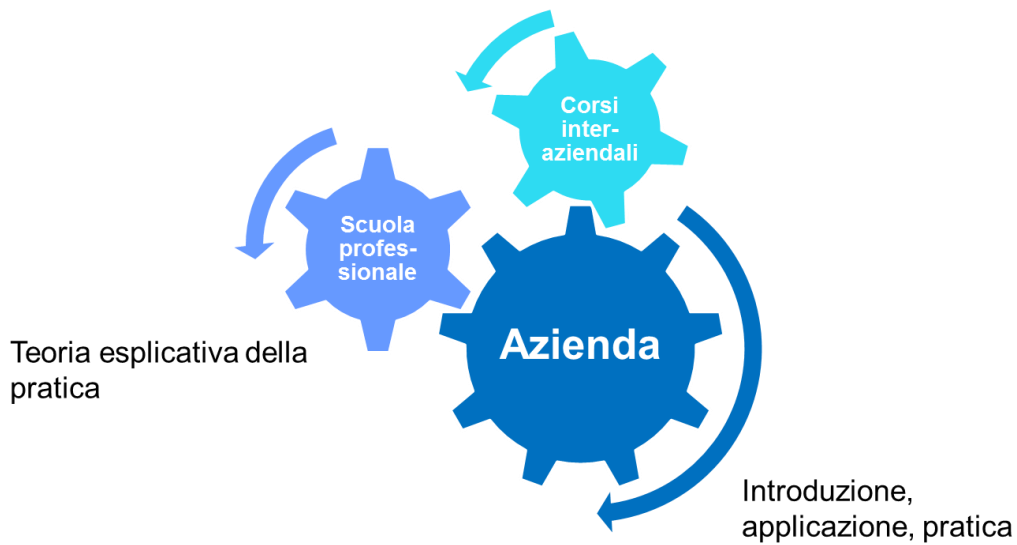 Corsi
inter-
aziendali
Scuola
profes-
sionale
Azienda
Teoria esplicativa della
pratica
Introduzione,
applicazione, pratica